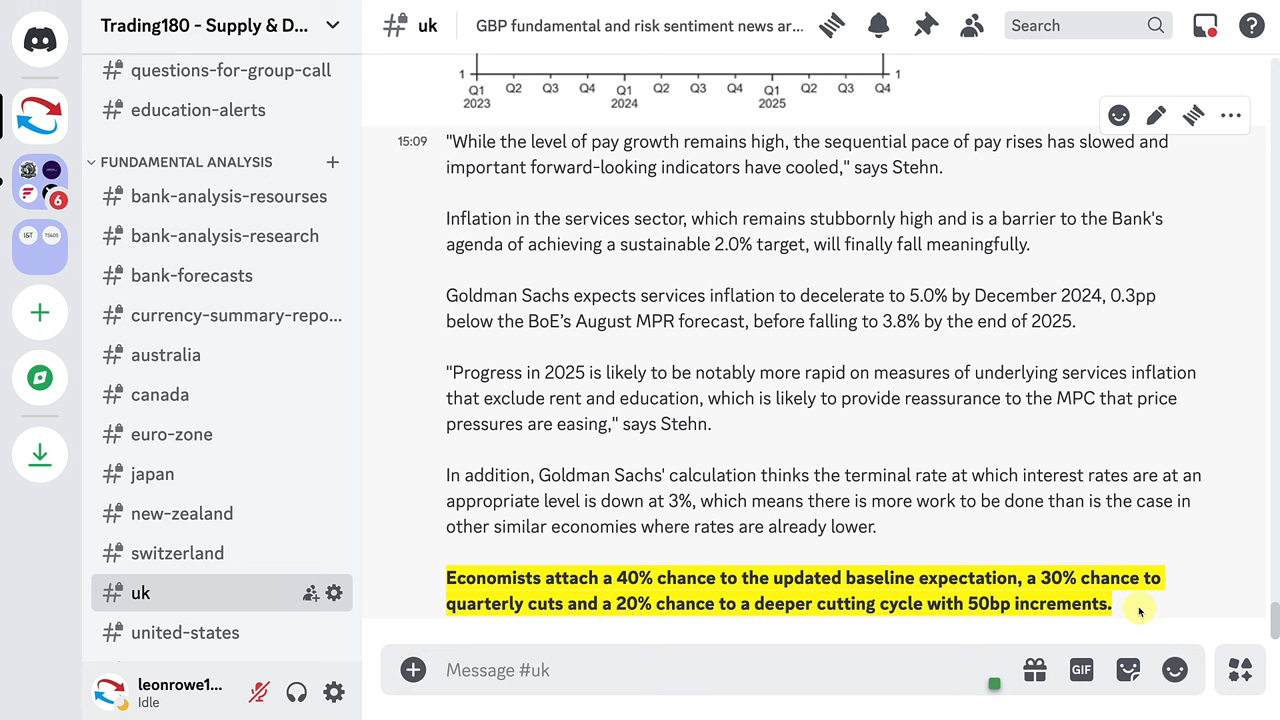 Trading180 - Supply & D...
questions-for-group-call
education-alerts
FUNDAMENTAL ANALYSIS
bank-analysis-resourses
bank-analysis-research
bank-forecasts
currency-summary-repo...
australia
canada
euro-zone
japan
new-zealand
switzerland
uk
united-states
leonrowe1...
Idle
6
uk
GBP fundamental and risk sentiment news ar...
Search
1 1
Q1 Q2 Q3 Q4 Q1 Q2 Q3 Q4 Q1 Q2 Q3 Q4
2023 2024 2025
15:09
"While the level of pay growth remains high, the sequential pace of pay rises has slowed and
important forward-looking indicators have cooled," says Stehn.
Inflation in the services sector, which remains stubbornly high and is a barrier to the Bank's
agenda of achieving a sustainable 2.0% target, will finally fall meaningfully.
Goldman Sachs expects services inflation to decelerate to 5.0% by December 2024, 0.3pp
below the BoE’s August MPR forecast, before falling to 3.8% by the end of 2025.
"Progress in 2025 is likely to be notably more rapid on measures of underlying services inflation
that exclude rent and education, which is likely to provide reassurance to the MPC that price
pressures are easing," says Stehn.
In addition, Goldman Sachs' calculation thinks the terminal rate at which interest rates are at an
appropriate level is down at 3%, which means there is more work to be done than is the case in
other similar economies where rates are already lower.
Economists attach a 40% chance to the updated baseline expectation, a 30% chance to
quarterly cuts and a 20% chance to a deeper cutting cycle with 50bp increments.
Message #uk
GIF